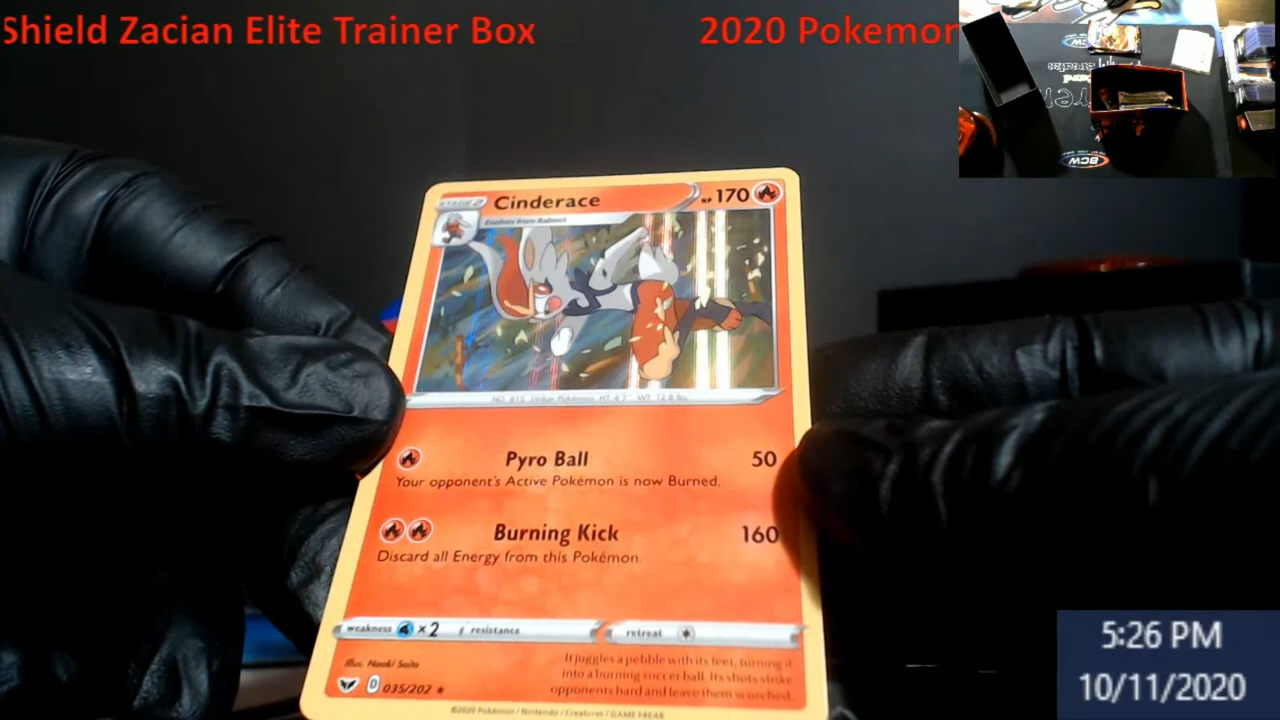 Shield Zacian Elite Trainer Box 2020 Pokemon
STAGE 2 Cinderace HP 170
Evolves from Raboot
NO. 815 Urban Pokémon HT: 4'7" WT: 72.8 lbs.
Pyro Ball 50
Your opponent's Active Pokémon is now Burned.
Burning Kick 160
Discard all Energy from this Pokémon.
weakness ×2 resistance retreat
Illus. Naoki Saito
It juggles a pebble with its feet, turning it
into a burning soccer ball. Its shots strike
opponents hard and leave them scorched.
D 035/202 ★
©2020 Pokémon / Nintendo / Creatures / GAME FREAK
BCW
BCW
5:26 PM
10/11/2020